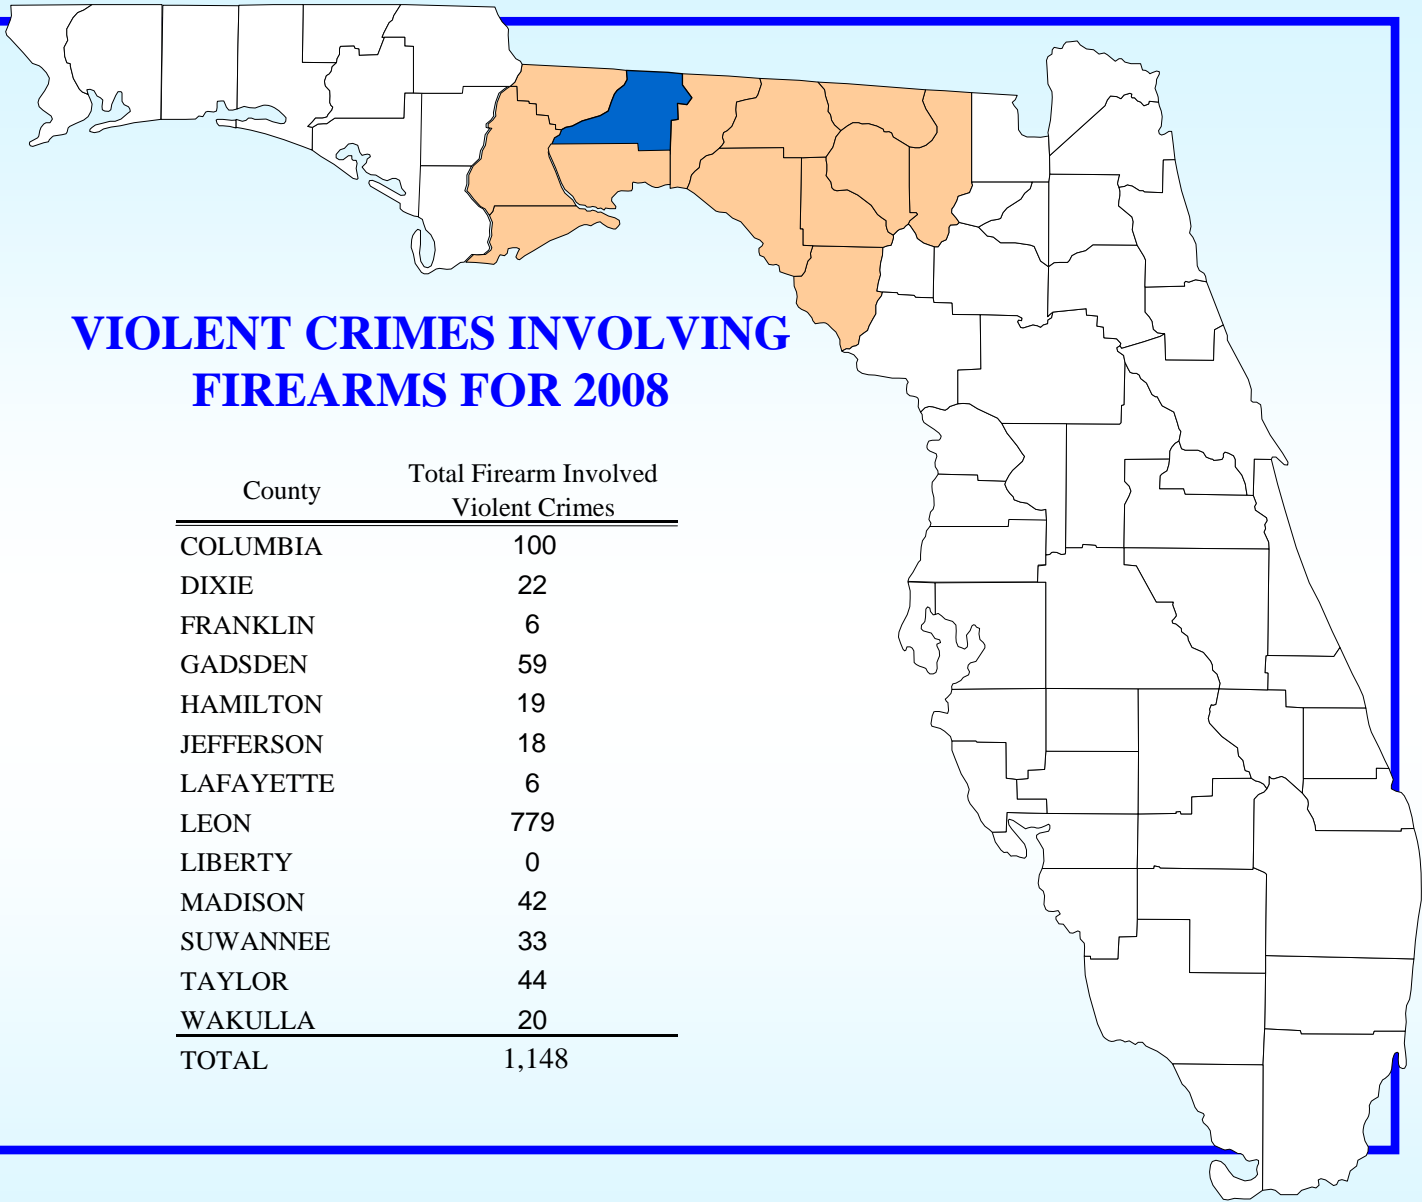 VIOLENT CRIMES INVOLVING
FIREARMS FOR 2008
County
Total Firearm Involved
Violent Crimes
COLUMBIA 100
DIXIE 22
FRANKLIN 6
GADSDEN 59
HAMILTON 19
JEFFERSON 18
LAFAYETTE 6
LEON 779
LIBERTY 0
MADISON 42
SUWANNEE 33
TAYLOR 44
WAKULLA 20
TOTAL 1,148